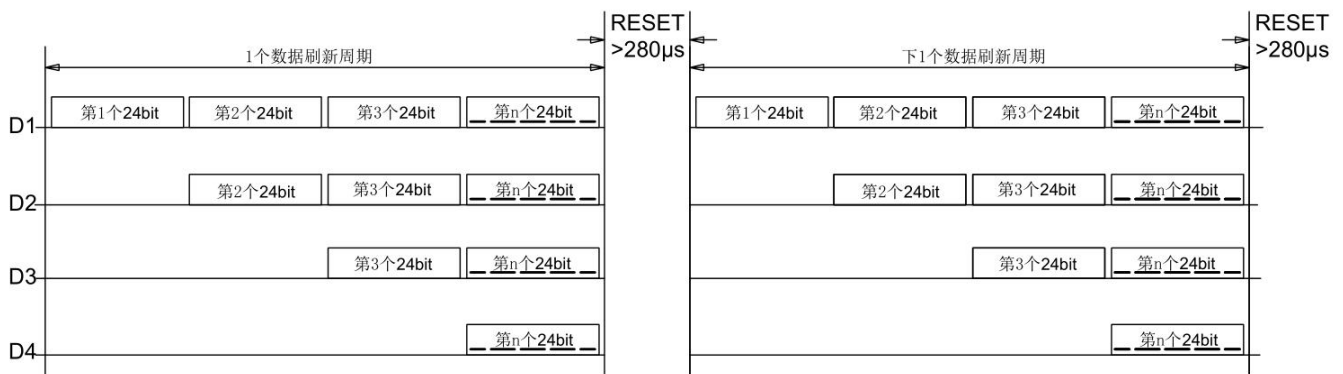 RESET
>280μs
RESET
>280μs
1个数据刷新周期
下1个数据刷新周期
D1 第1个24bit 第2个24bit 第3个24bit 第n个24bit 第1个24bit 第2个24bit 第3个24bit 第n个24bit
D2 第2个24bit 第3个24bit 第n个24bit 第2个24bit 第3个24bit 第n个24bit
D3 第3个24bit 第n个24bit 第3个24bit 第n个24bit
D4 第n个24bit 第n个24bit